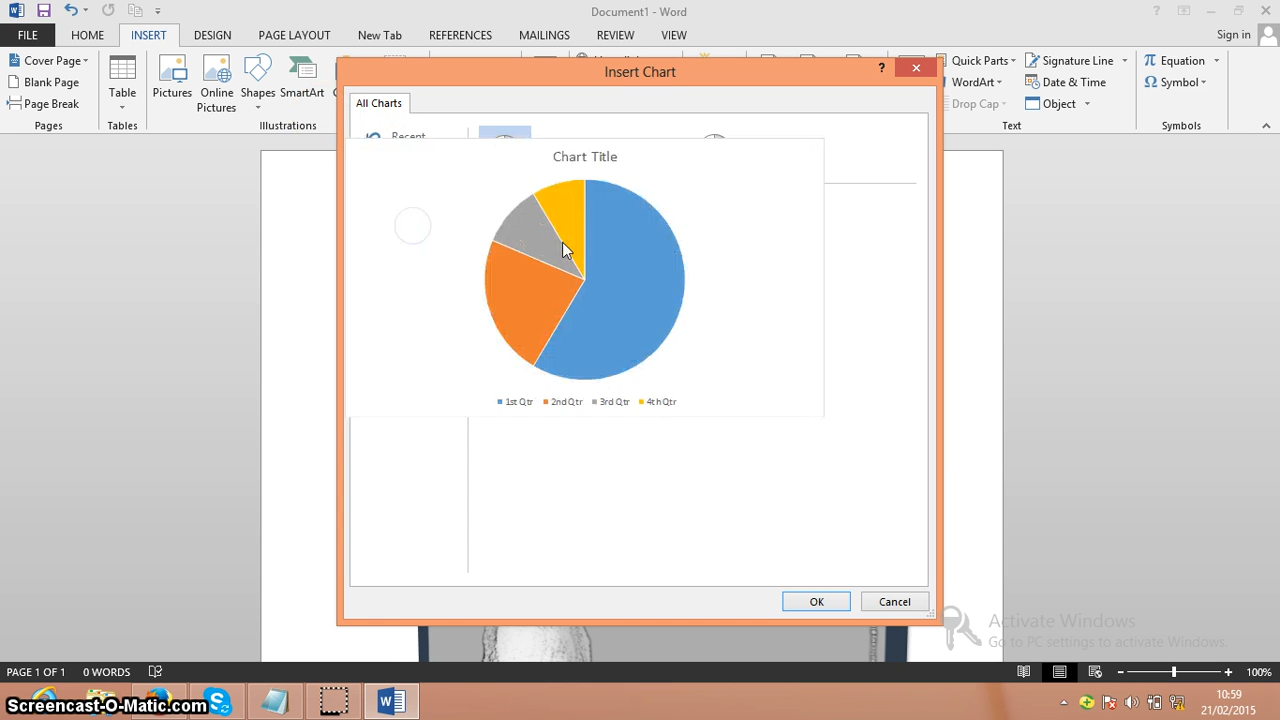 Document1 - Word
FILE HOME INSERT DESIGN PAGE LAYOUT New Tab REFERENCES MAILINGS REVIEW VIEW Sign in
Cover Page
Blank Page
Page Break
Pages
Table
Tables
Pictures
Online Pictures
Shapes
SmartArt
Illustrations
Quick Parts
WordArt
Drop Cap
Signature Line
Date & Time
Object
Text
Equation
Symbol
Symbols
Insert Chart
All Charts
Recent
Chart Title
1st Qtr 2nd Qtr 3rd Qtr 4th Qtr
OK Cancel
Activate Windows
Go to PC settings to activate Windows.
PAGE 1 OF 1 0 WORDS 100%
Screencast-O-Matic.com
10:59
21/02/2015